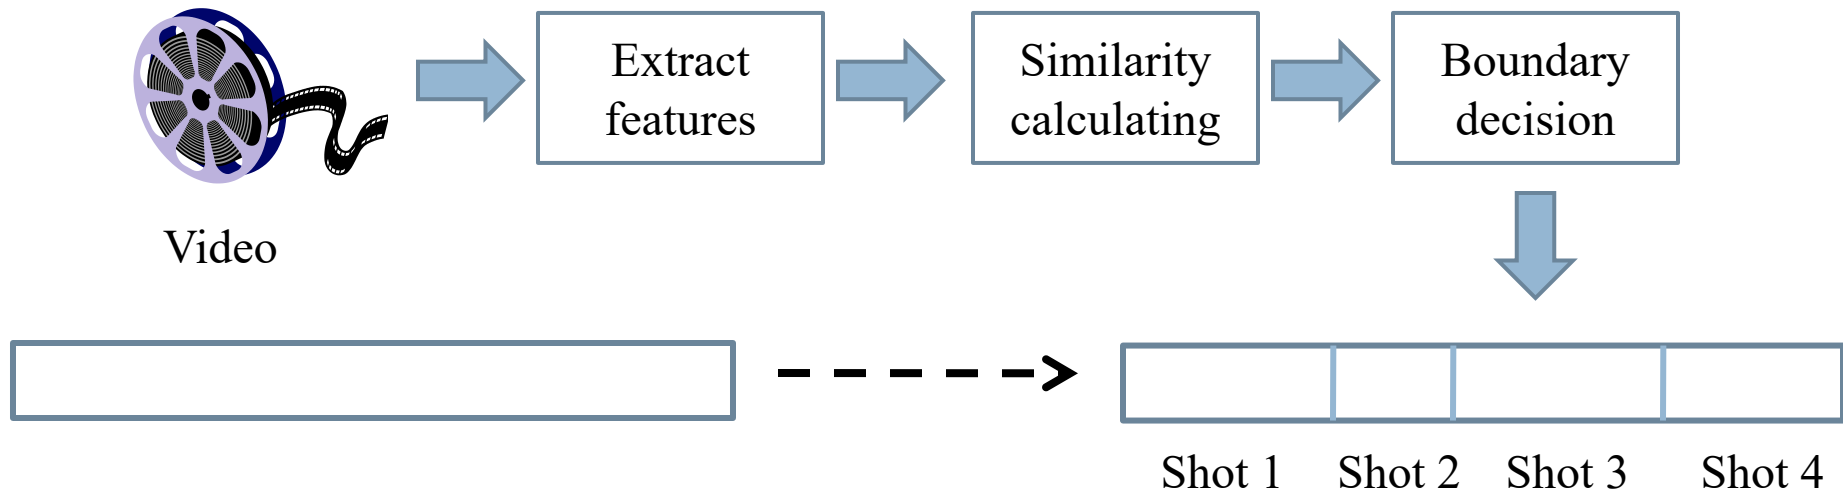 Extract
features
Similarity
calculating
Boundary
decision
Video
Shot 1
Shot 2
Shot 3
Shot 4